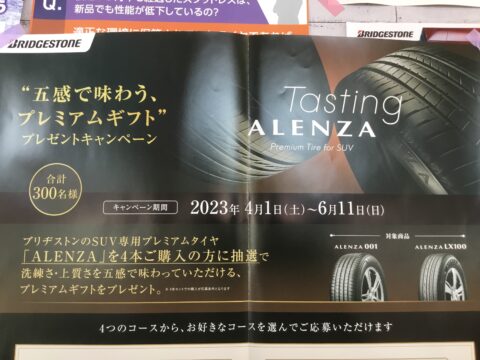 Q.
新品でも性能が低下しているの?
BRIDGESTONE
BRIDGESTONE
“五感で味わう、
プレミアムギフト”
プレゼントキャンペーン
Tasting
ALENZA
Premium Tire for SUV
合計
300名様
キャンペーン期間
2023年 4月1日(土)~6月11日(日)
ブリヂストンのSUV専用プレミアムタイヤ
「ALENZA」を4本ご購入の方に抽選で
洗練さ・上質さを五感で味わっていただける、
プレミアムギフトをプレゼント。
対象商品
ALENZA 001
ALENZA LX100
4つのコースから、お好きなコースを選んでご応募いただけます